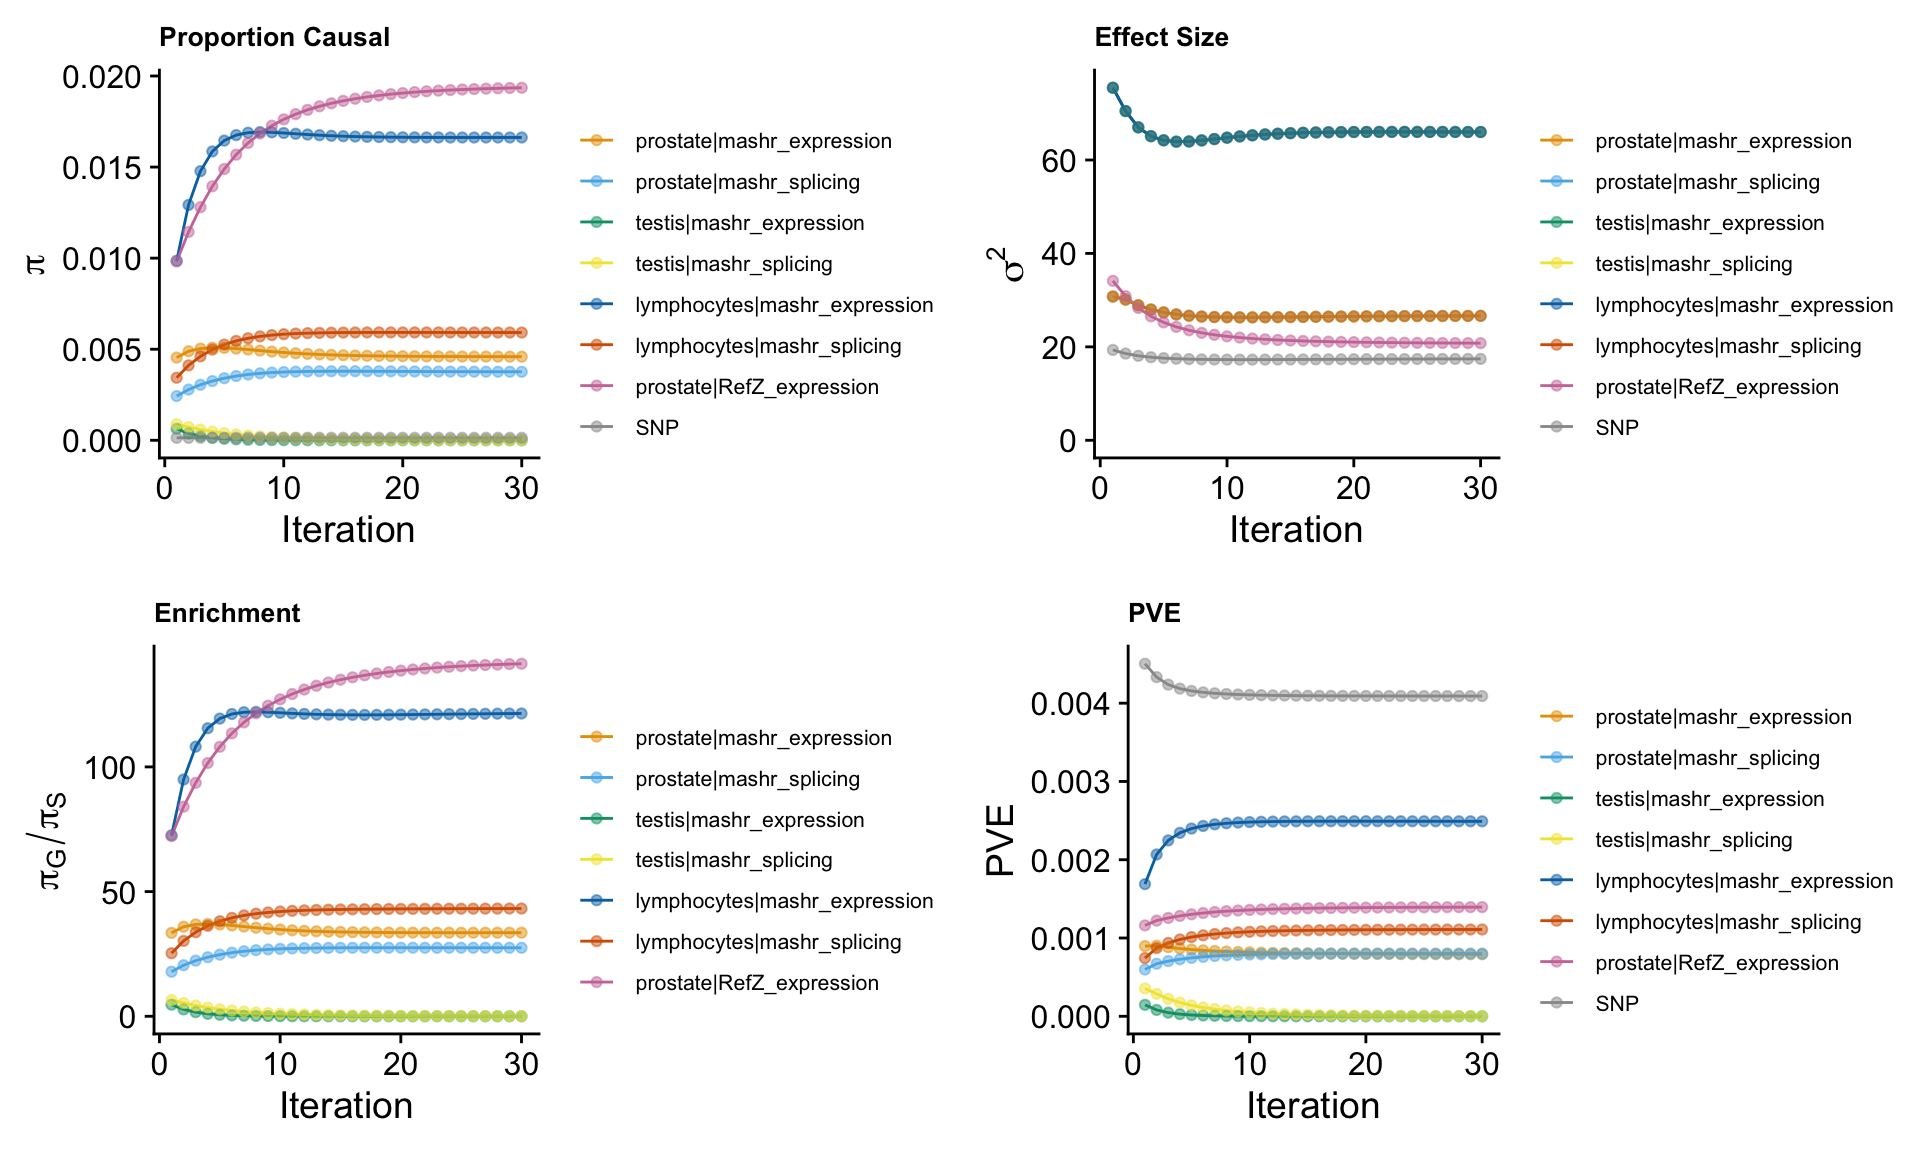 Proportion Causal
0.020
0.015
0.010
0.005
0.000
π
0 10 20 30
Iteration
prostate|mashr_expression
prostate|mashr_splicing
testis|mashr_expression
testis|mashr_splicing
lymphocytes|mashr_expression
lymphocytes|mashr_splicing
prostate|RefZ_expression
SNP
Effect Size
60
40
20
0
σ²
0 10 20 30
Iteration
prostate|mashr_expression
prostate|mashr_splicing
testis|mashr_expression
testis|mashr_splicing
lymphocytes|mashr_expression
lymphocytes|mashr_splicing
prostate|RefZ_expression
SNP
Enrichment
100
50
0
πG/πS
0 10 20 30
Iteration
prostate|mashr_expression
prostate|mashr_splicing
testis|mashr_expression
testis|mashr_splicing
lymphocytes|mashr_expression
lymphocytes|mashr_splicing
prostate|RefZ_expression
PVE
0.004
0.003
0.002
0.001
0.000
PVE
0 10 20 30
Iteration
prostate|mashr_expression
prostate|mashr_splicing
testis|mashr_expression
testis|mashr_splicing
lymphocytes|mashr_expression
lymphocytes|mashr_splicing
prostate|RefZ_expression
SNP